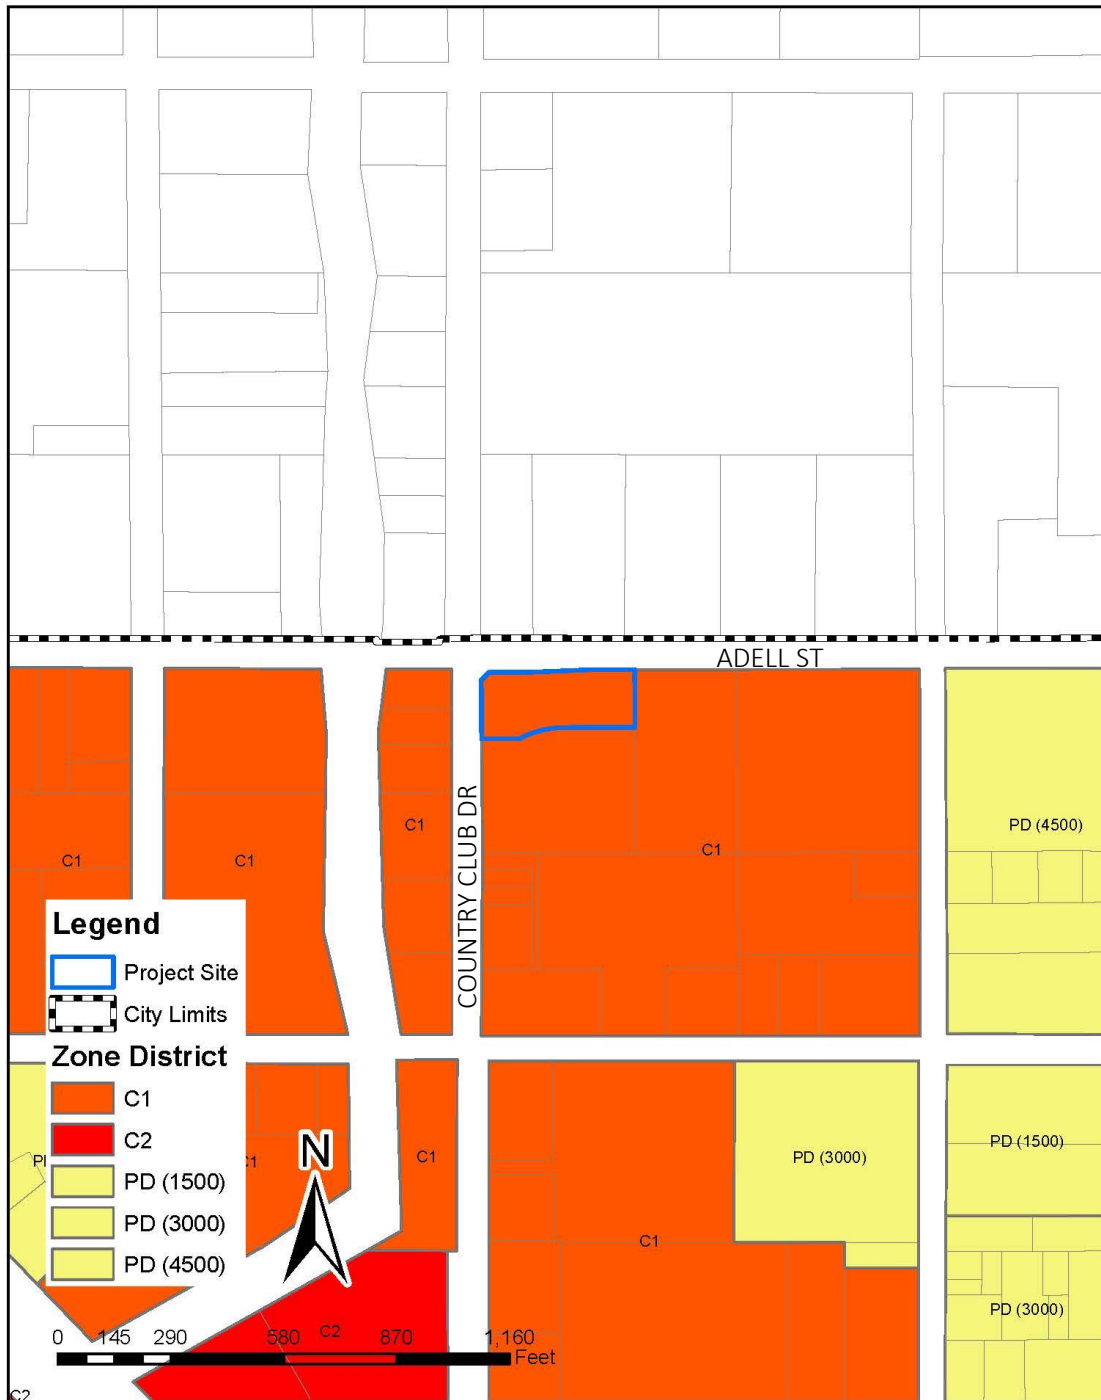 ADELL ST
COUNTRY CLUB DR
C1
PD (4500)
C1
C1
C1
Legend
Project Site
City Limits
Zone District
C1
C2
PD (1500)
PD (3000)
PD (4500)
N
C1
PD (3000)
PD (1500)
C1
PD (3000)
C2
0 145 290 580 870 1,160
Feet
C2